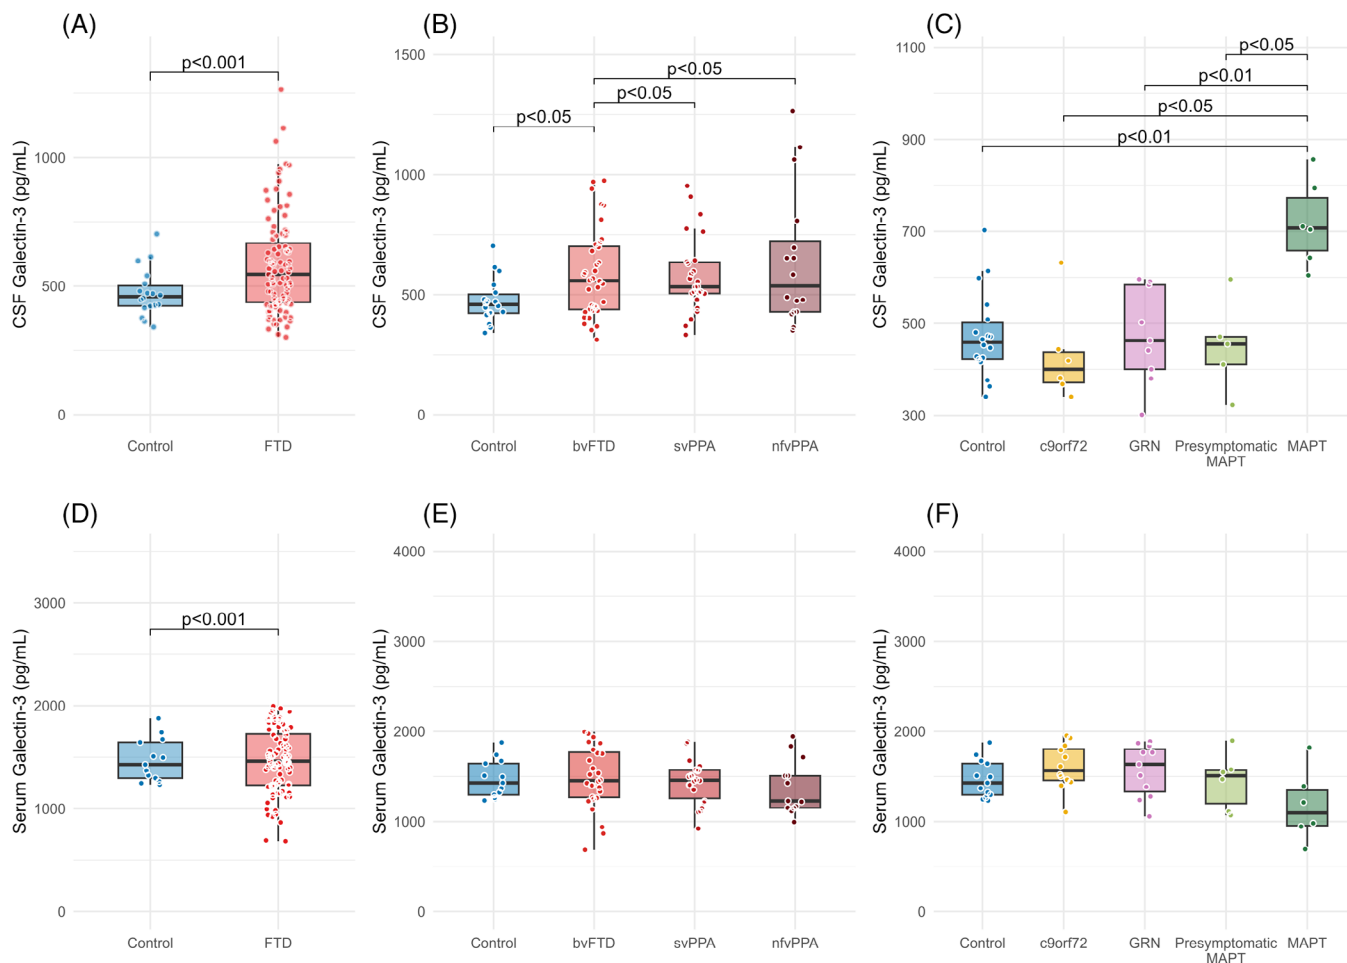 (A)
CSF Galectin-3 (pg/mL)
1000
500
0
p<0.001
Control
FTD
(B)
CSF Galectin-3 (pg/mL)
1500
1000
500
0
p<0.05
p<0.05
p<0.05
Control
bvFTD
svPPA
nfvPPA
(C)
CSF Galectin-3 (pg/mL)
1100
900
700
500
300
p<0.05
p<0.01
p<0.05
p<0.01
Control
c9orf72
GRN
Presymptomatic
MAPT
MAPT
(D)
Serum Galectin-3 (pg/mL)
3000
2000
1000
0
p<0.001
Control
FTD
(E)
Serum Galectin-3 (pg/mL)
4000
3000
2000
1000
0
Control
bvFTD
svPPA
nfvPPA
(F)
Serum Galectin-3 (pg/mL)
4000
3000
2000
1000
0
Control
c9orf72
GRN
Presymptomatic
MAPT
MAPT